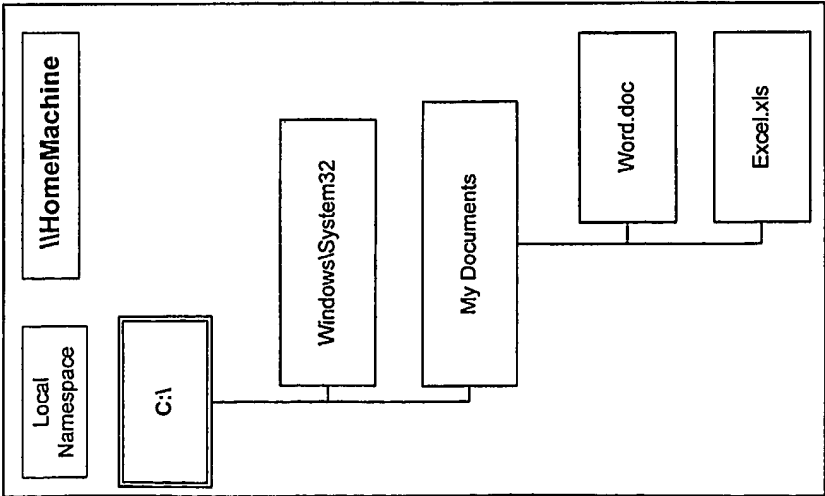 Local
Namespace
\\HomeMachine
C:\
Windows\System32
My Documents
Word.doc
Excel.xls